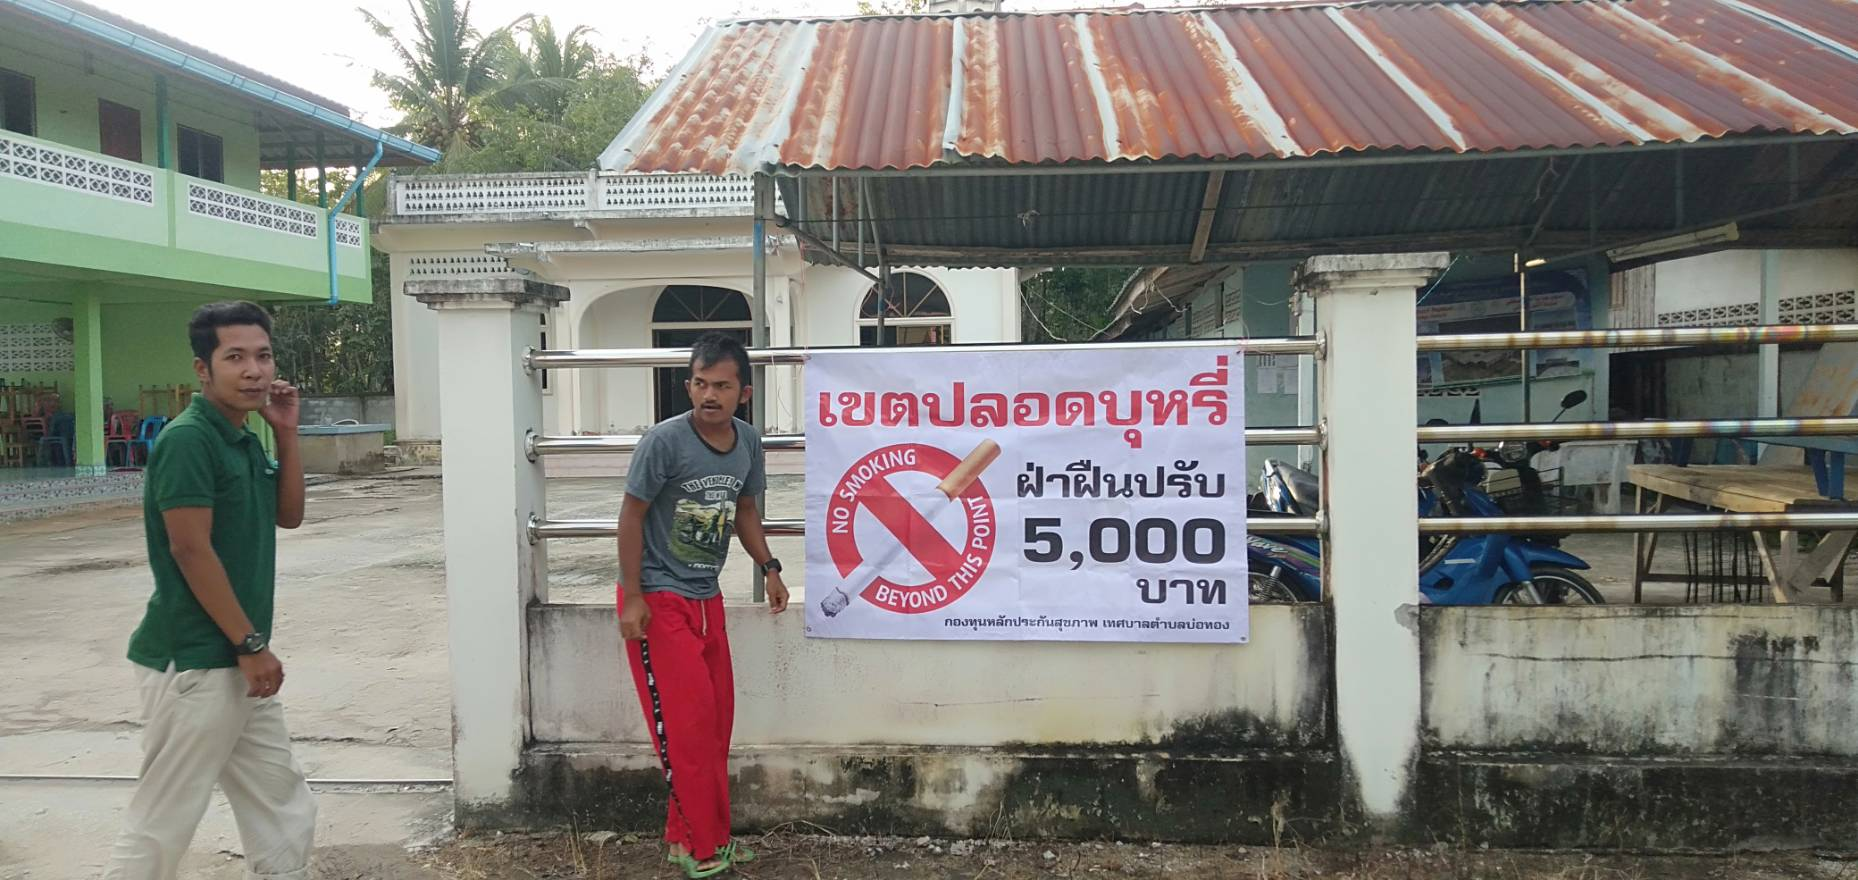 เขตปลอดบุหรี่
NO SMOKING
BEYOND THIS POINT
ฝ่าฝืนปรับ
5,000
บาท
กองทุนหลักประกันสุขภาพ เทศบาลตำบลบ่อทอง